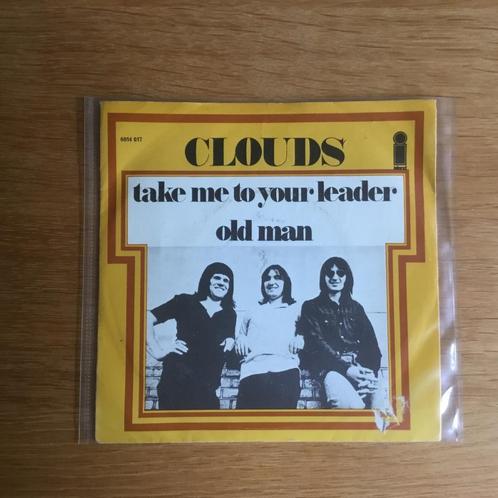 6014 017
CLOUDS
take me to your leader
old man